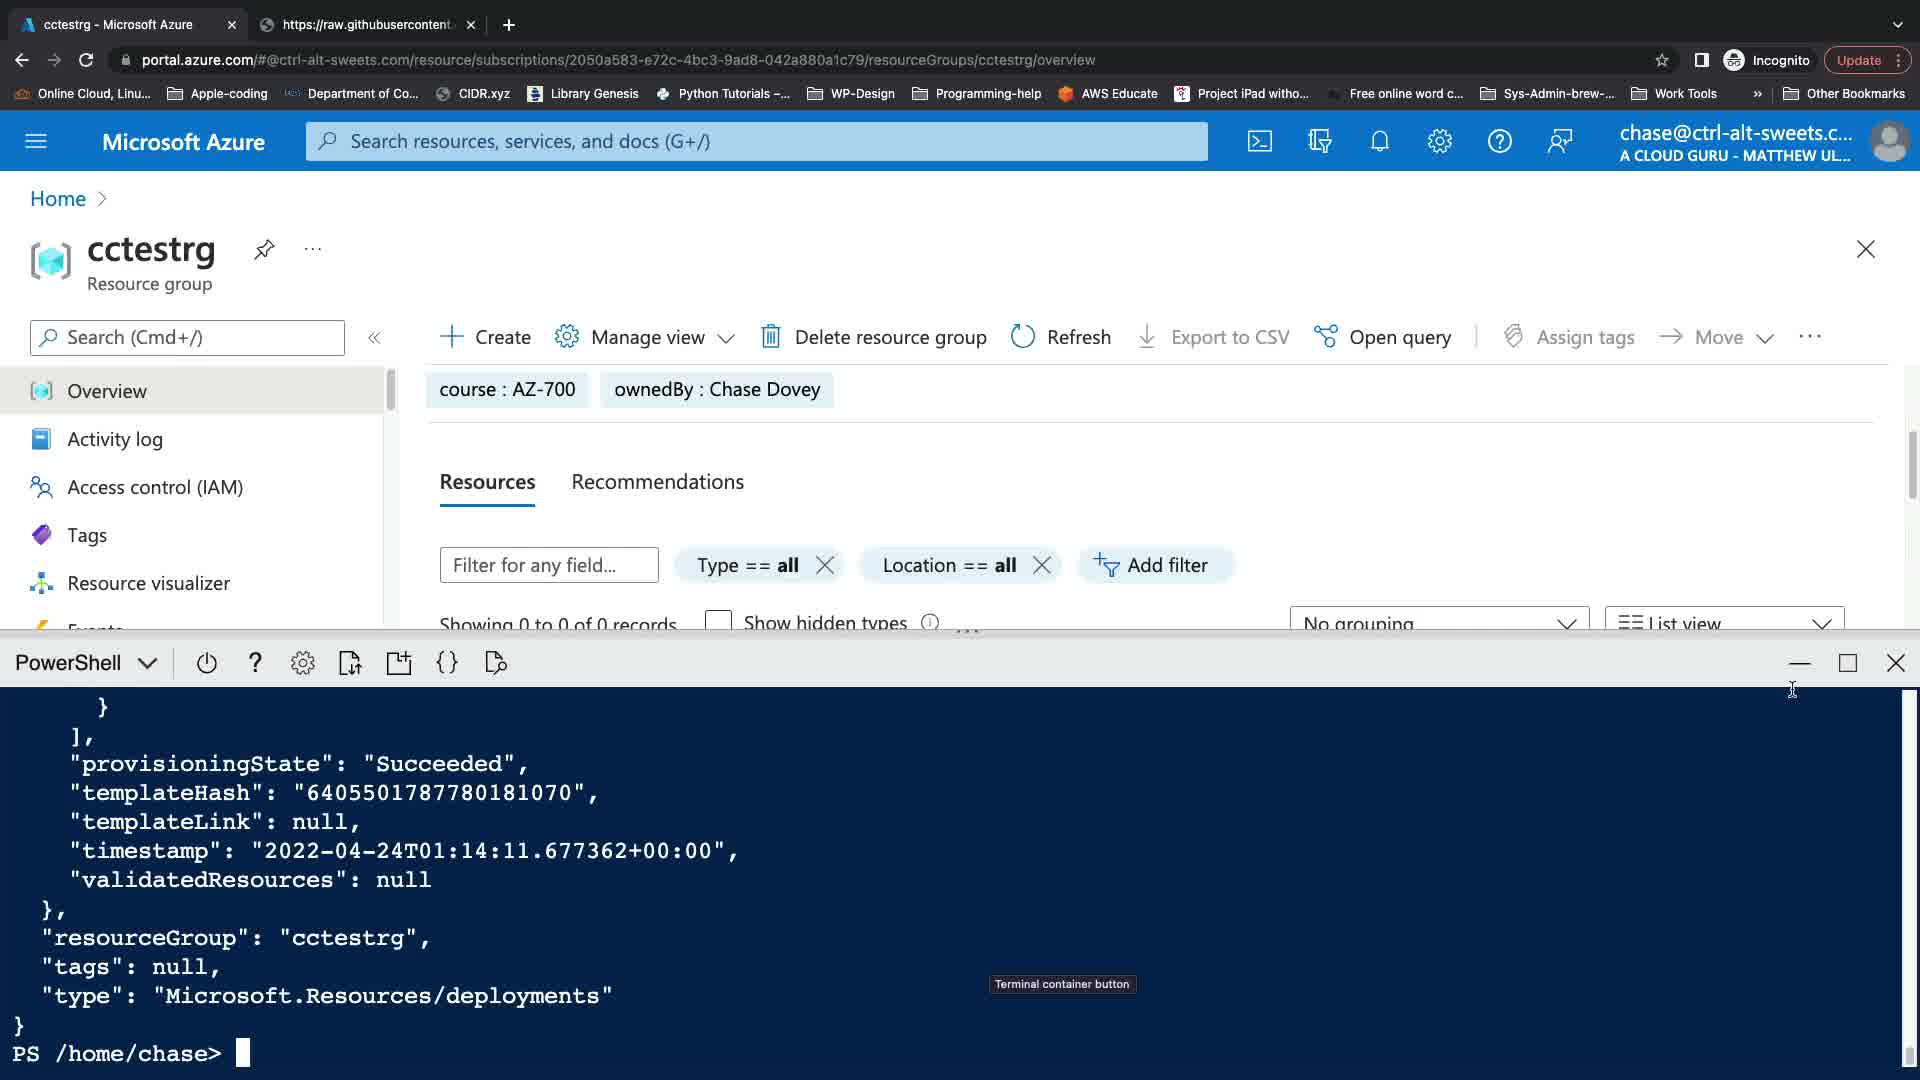 cctestrg - Microsoft Azure
https://raw.githubusercontent.
portal.azure.com/#@ctrl-alt-sweets.com/resource/subscriptions/2050a583-e72c-4bc3-9ad8-042a880a1c79/resourceGroups/cctestrg/overview
Incognito
Update
Online Cloud, Linu...
Apple-coding
Department of Co...
CIDR.xyz
Library Genesis
Python Tutorials –...
WP-Design
Programming-help
AWS Educate
Project iPad witho...
Free online word c...
Sys-Admin-brew-...
Work Tools
»
Other Bookmarks
Microsoft Azure
Search resources, services, and docs (G+/)
chase@ctrl-alt-sweets.c...
A CLOUD GURU - MATTHEW UL...
Home
cctestrg
...
Resource group
Search (Cmd+/)
«
Create
Manage view
Delete resource group
Refresh
Export to CSV
Open query
Assign tags
Move
...
Overview
Activity log
Access control (IAM)
Tags
Resource visualizer
Events
course : AZ-700
ownedBy : Chase Dovey
Resources
Recommendations
Filter for any field...
Type == all
Location == all
Add filter
Showing 0 to 0 of 0 records.
Show hidden types
No grouping
List view
PowerShell
?
{}
}
],
"provisioningState": "Succeeded",
"templateHash": "6405501787780181070",
"templateLink": null,
"timestamp": "2022-04-24T01:14:11.677362+00:00",
"validatedResources": null
},
"resourceGroup": "cctestrg",
"tags": null,
"type": "Microsoft.Resources/deployments"
}
PS /home/chase>
Terminal container button